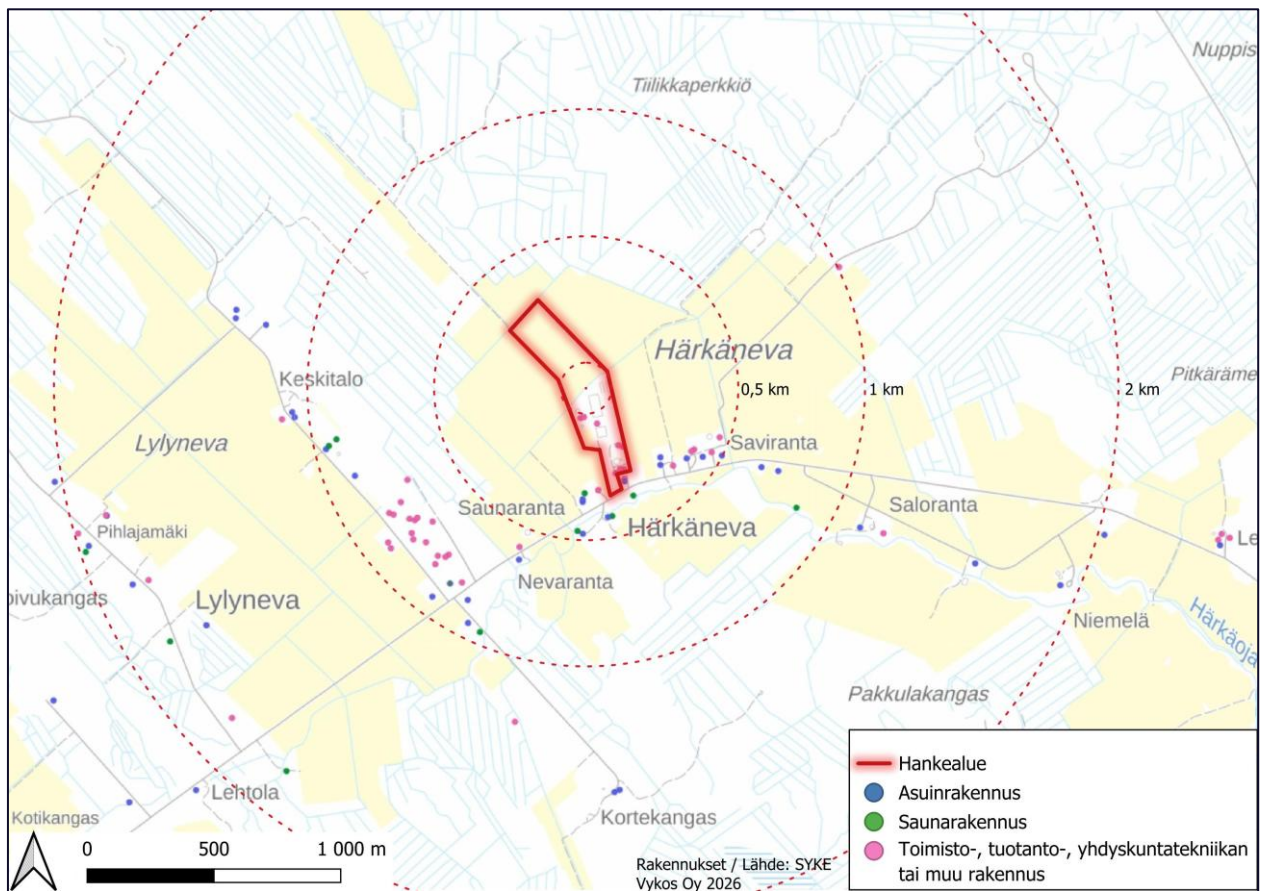 Nuppis
Tiilikkaperkkiö
Härkäneva
Pitkäräme
0,5 km
1 km
2 km
Keskitalo
Lylyneva
Saviranta
Saunaranta
Härkäneva
Saloranta
Pihlajamäki
Le
Nevaranta
oivukangas
Lylyneva
Niemelä
Härkäoja
Pakkulakangas
Lehtola
Kotikangas
Kortekangas
Hankealue
Asuinrakennus
Saunarakennus
Toimisto-, tuotanto-, yhdyskuntatekniikan
tai muu rakennus
0 500 1 000 m
Rakennukset / Lähde: SYKE
Vykos Oy 2026